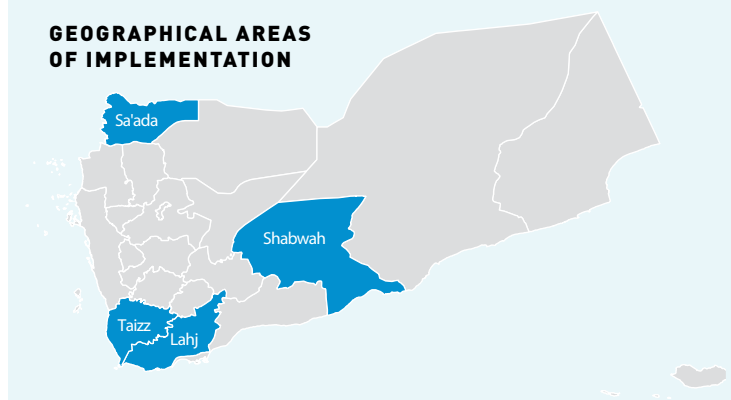 GEOGRAPHICAL AREAS
OF IMPLEMENTATION
Sa'ada
Shabwah
Taizz
Lahj